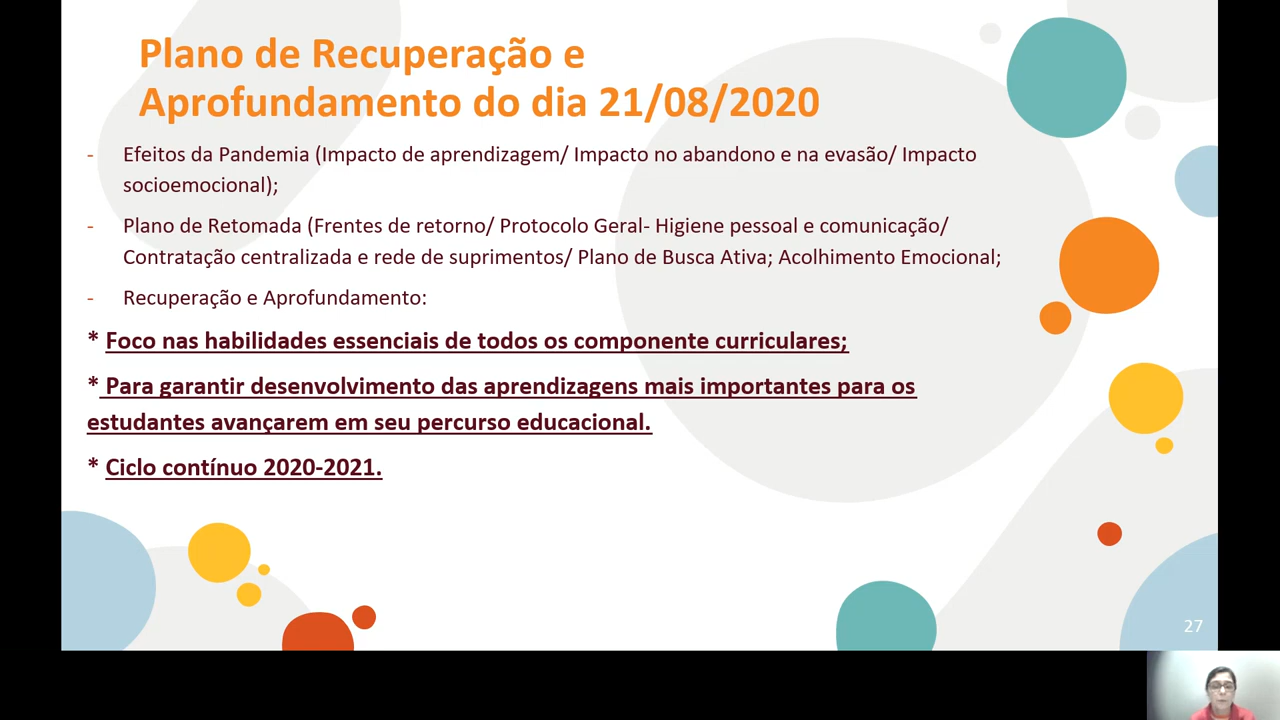 Plano de Recuperação e
Aprofundamento do dia 21/08/2020
- Efeitos da Pandemia (Impacto de aprendizagem/ Impacto no abandono e na evasão/ Impacto
socioemocional);
- Plano de Retomada (Frentes de retorno/ Protocolo Geral- Higiene pessoal e comunicação/
Contratação centralizada e rede de suprimentos/ Plano de Busca Ativa; Acolhimento Emocional;
- Recuperação e Aprofundamento:
* Foco nas habilidades essenciais de todos os componente curriculares;
* Para garantir desenvolvimento das aprendizagens mais importantes para os
estudantes avançarem em seu percurso educacional.
* Ciclo contínuo 2020-2021.
27